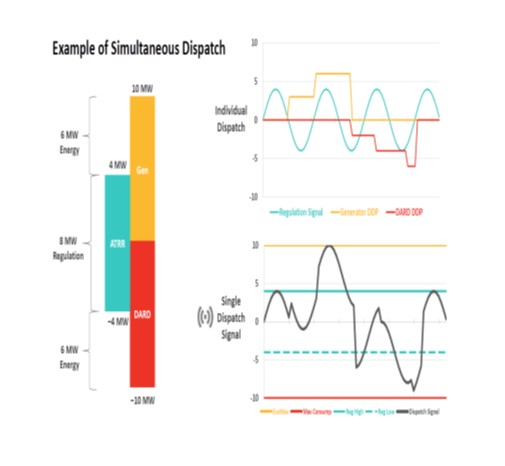 Example of Simultaneous Dispatch
10 MW
6 MW
Energy
4 MW
Gen
8 MW
Regulation
ATRR
DARD
-4 MW
6 MW
Energy
-10 MW
Individual
Dispatch
10
5
0
-5
-10
Regulation Signal Generator DDP DARD DDP
Single
Dispatch
Signal
10
5
0
-5
-10
Max Consump Reg High Reg Low Dispatch Signal